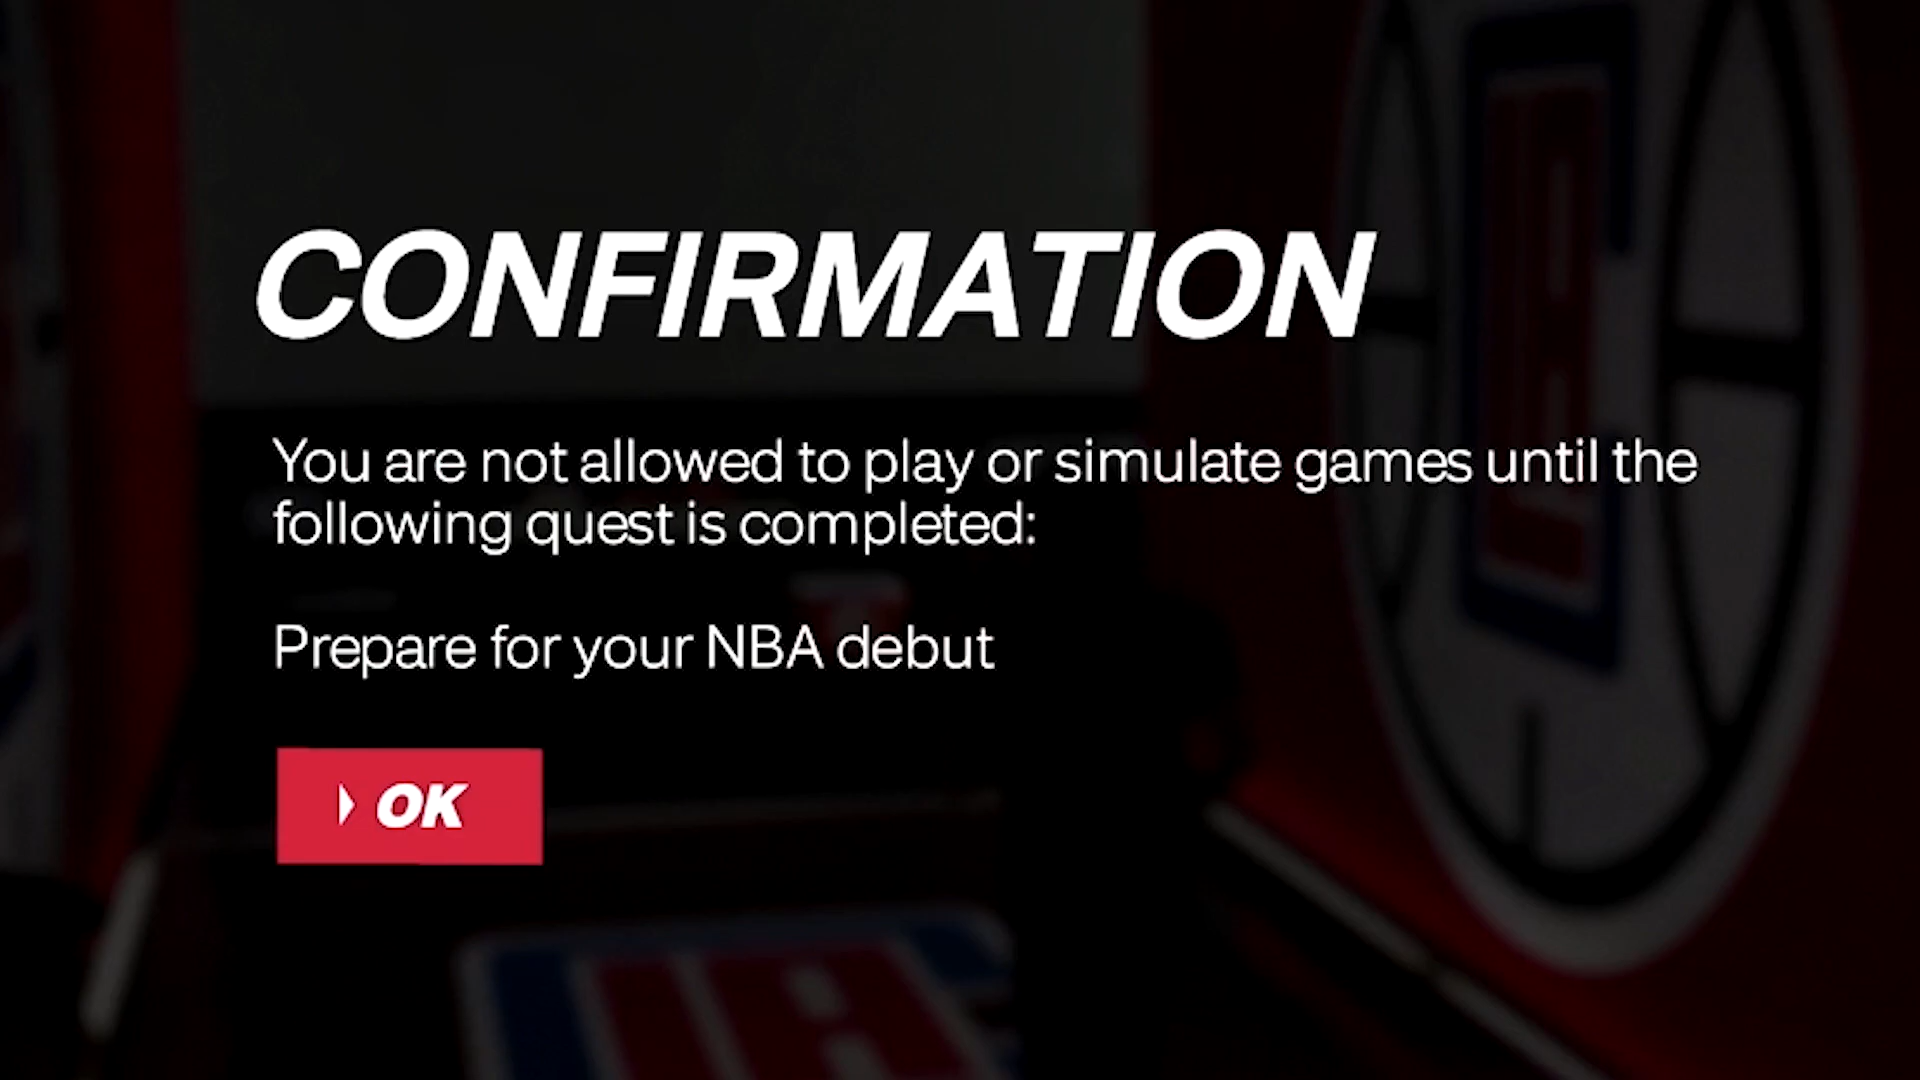 CONFIRMATION
You are not allowed to play or simulate games until the
following quest is completed:
Prepare for your NBA debut
OK